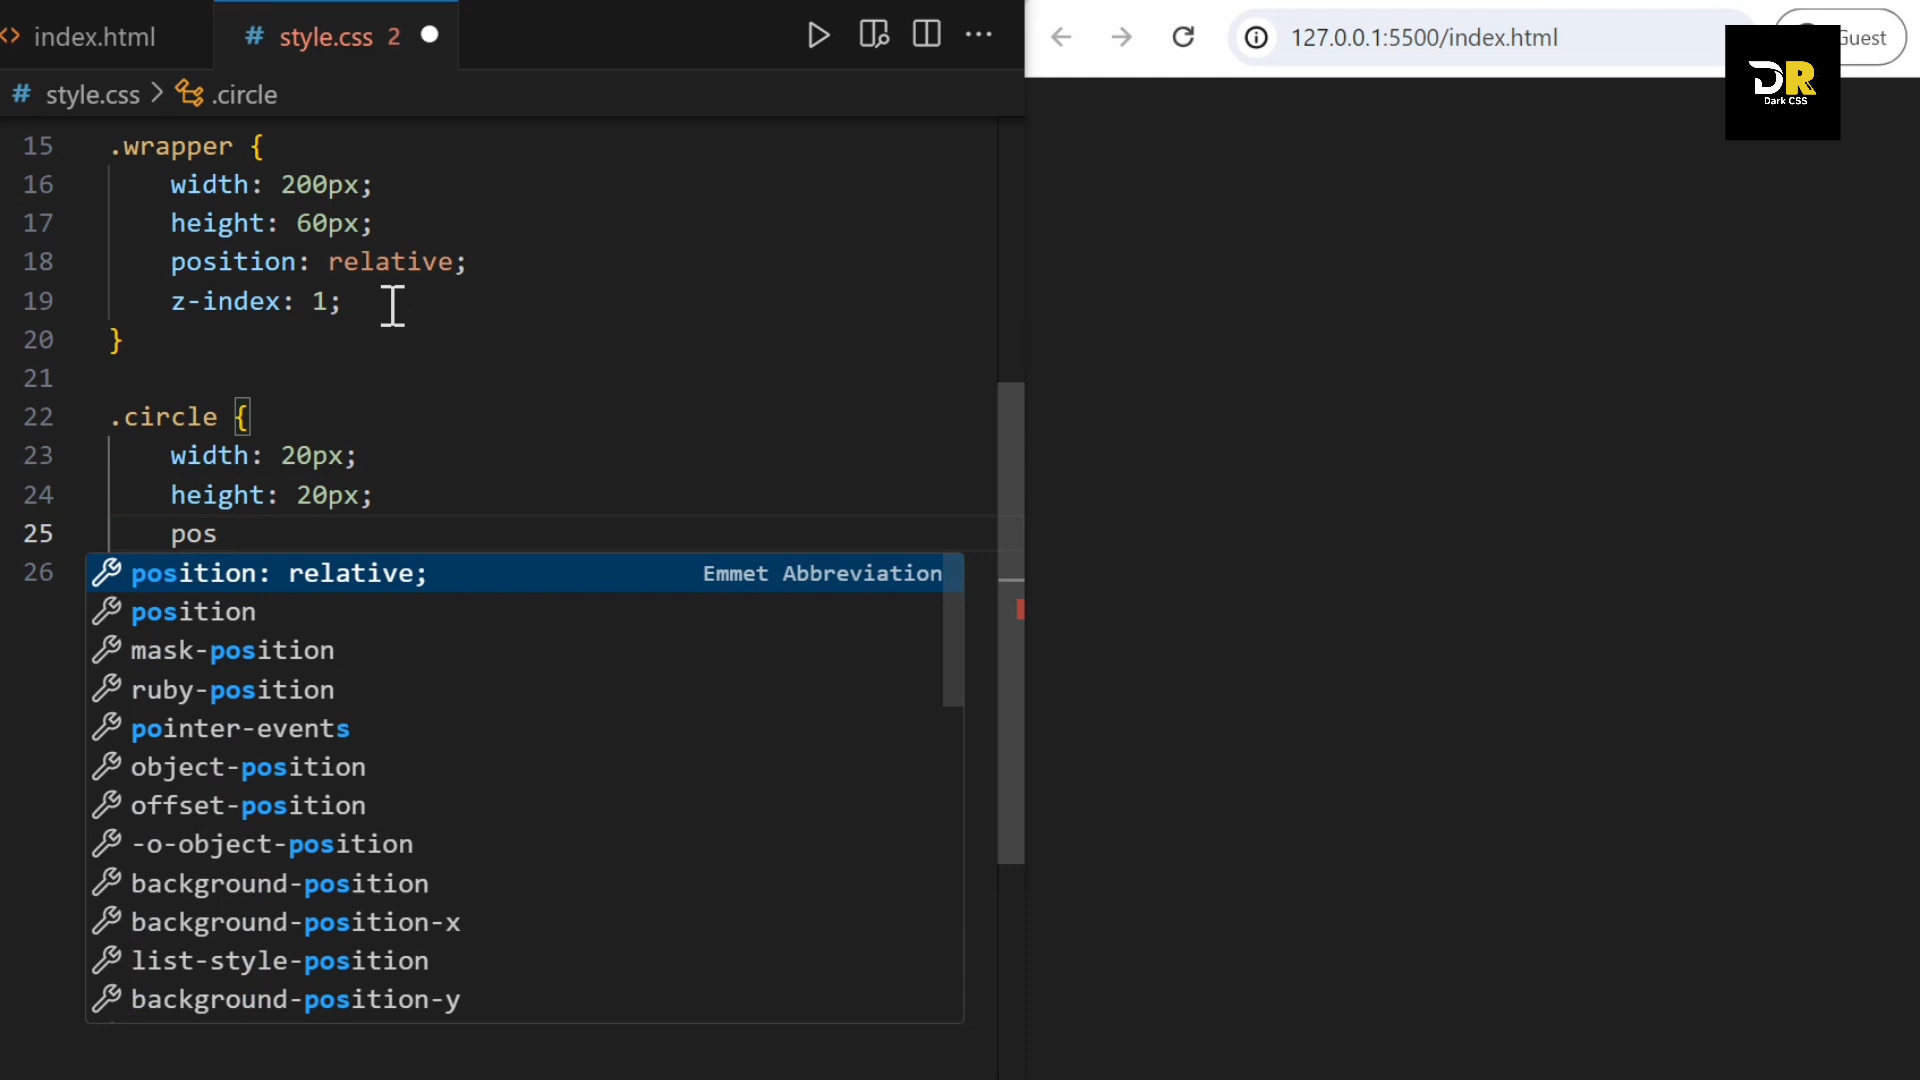 index.html
# style.css 2
127.0.0.1:5500/index.html
Guest
DR
Dark CSS
# style.css > .circle
15 .wrapper {
16 width: 200px;
17 height: 60px;
18 position: relative;
19 z-index: 1;
20 }
21
22 .circle {
23 width: 20px;
24 height: 20px;
25 pos
26
position: relative; Emmet Abbreviation
position
mask-position
ruby-position
pointer-events
object-position
offset-position
-o-object-position
background-position
background-position-x
list-style-position
background-position-y